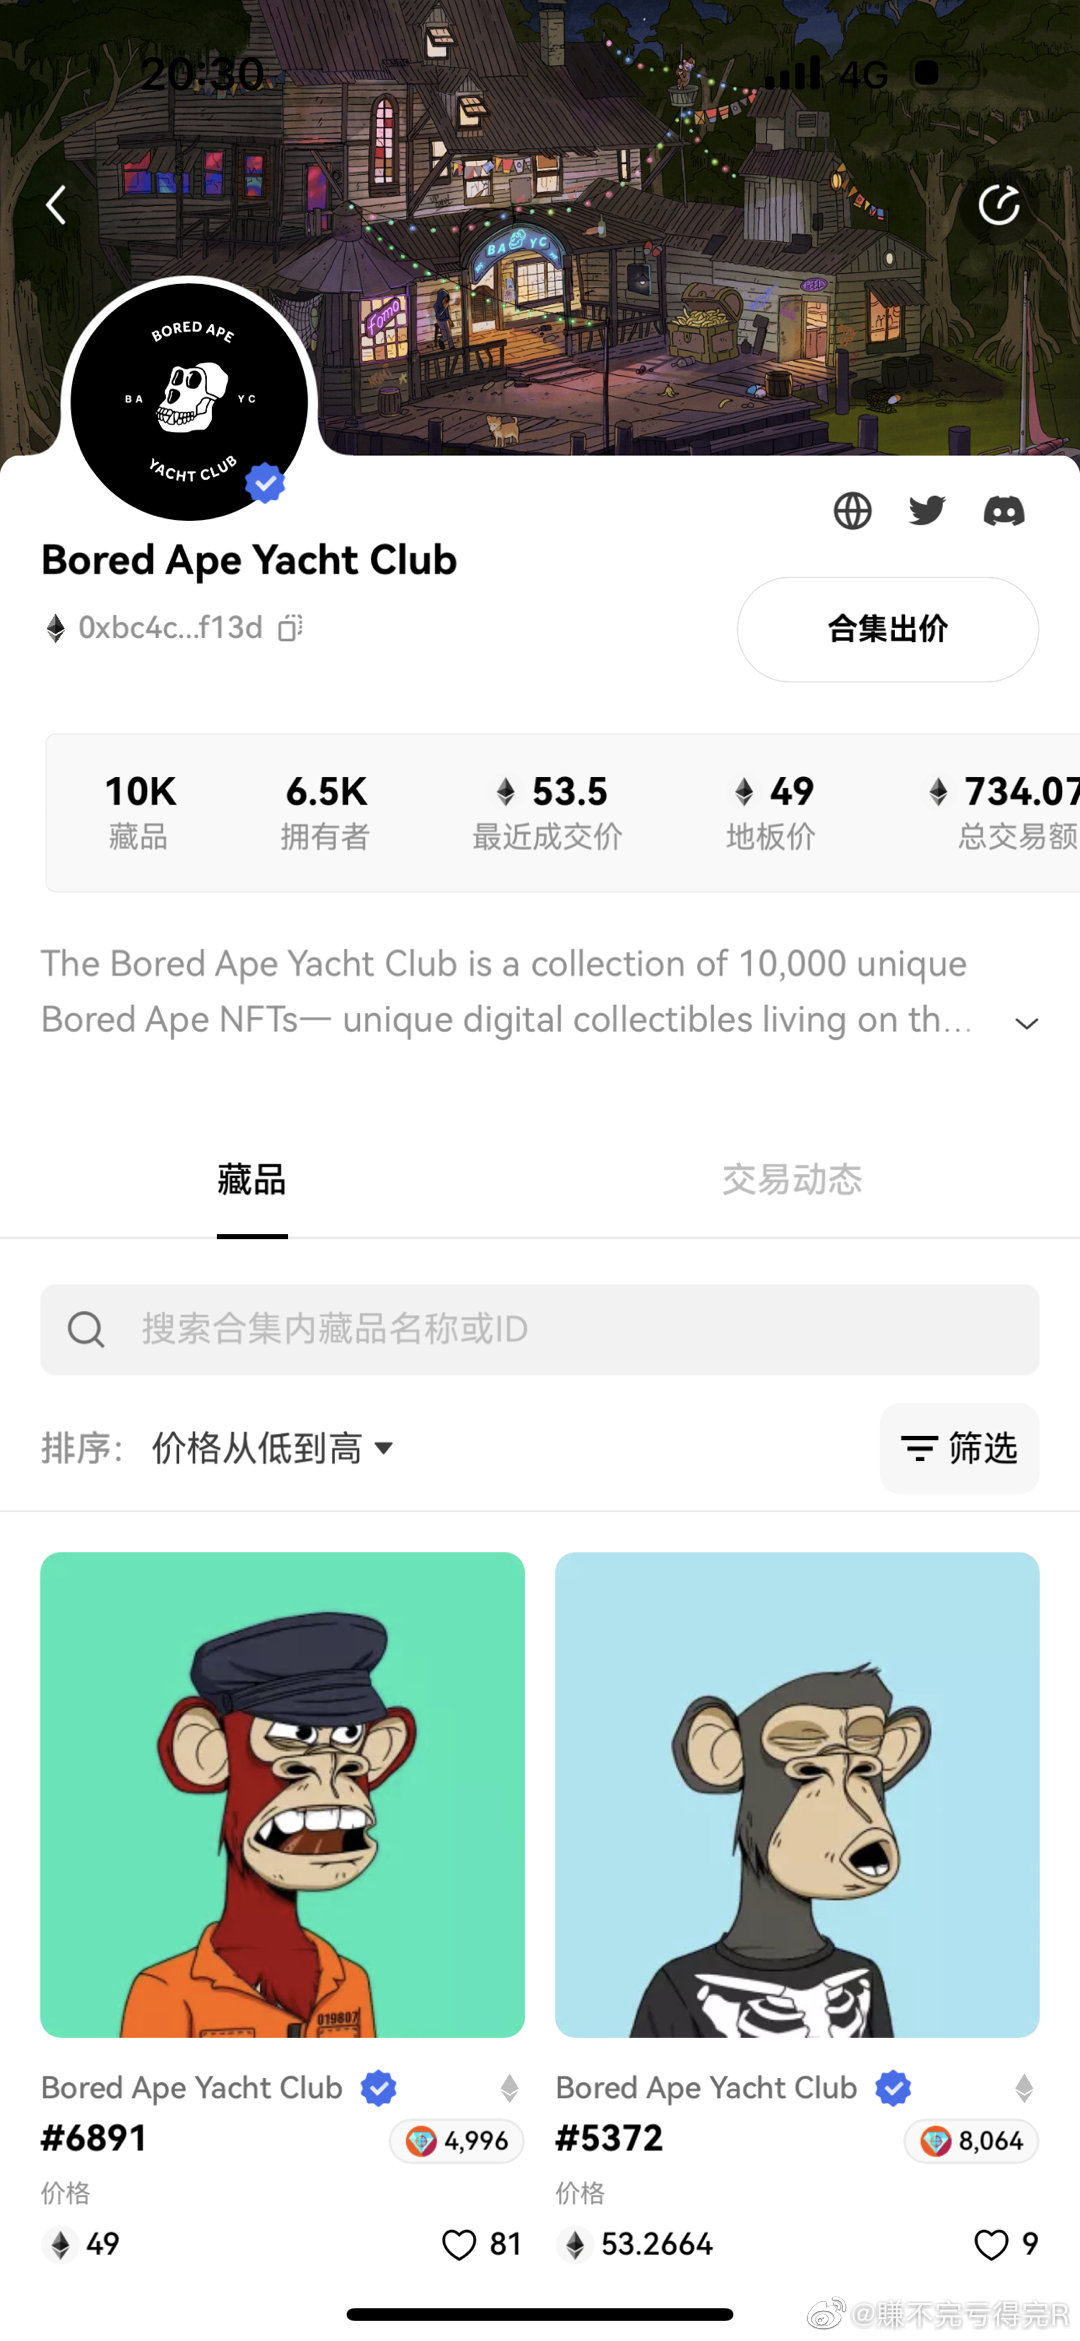 20:30
4G
BAYC
Fomo
BORED APE
BA YC
YACHT CLUB
Bored Ape Yacht Club
0xbc4c...f13d
合集出价
10K 6.5K 53.5 49 734.07
藏品 拥有者 最近成交价 地板价 总交易额
The Bored Ape Yacht Club is a collection of 10,000 unique
Bored Ape NFTs— unique digital collectibles living on th...
藏品 交易动态
搜索合集内藏品名称或ID
排序: 价格从低到高
筛选
019807
Bored Ape Yacht Club
#6891
4,996
价格
49
81
Bored Ape Yacht Club
#5372
8,064
价格
53.2664
9
@赚不完亏得完R